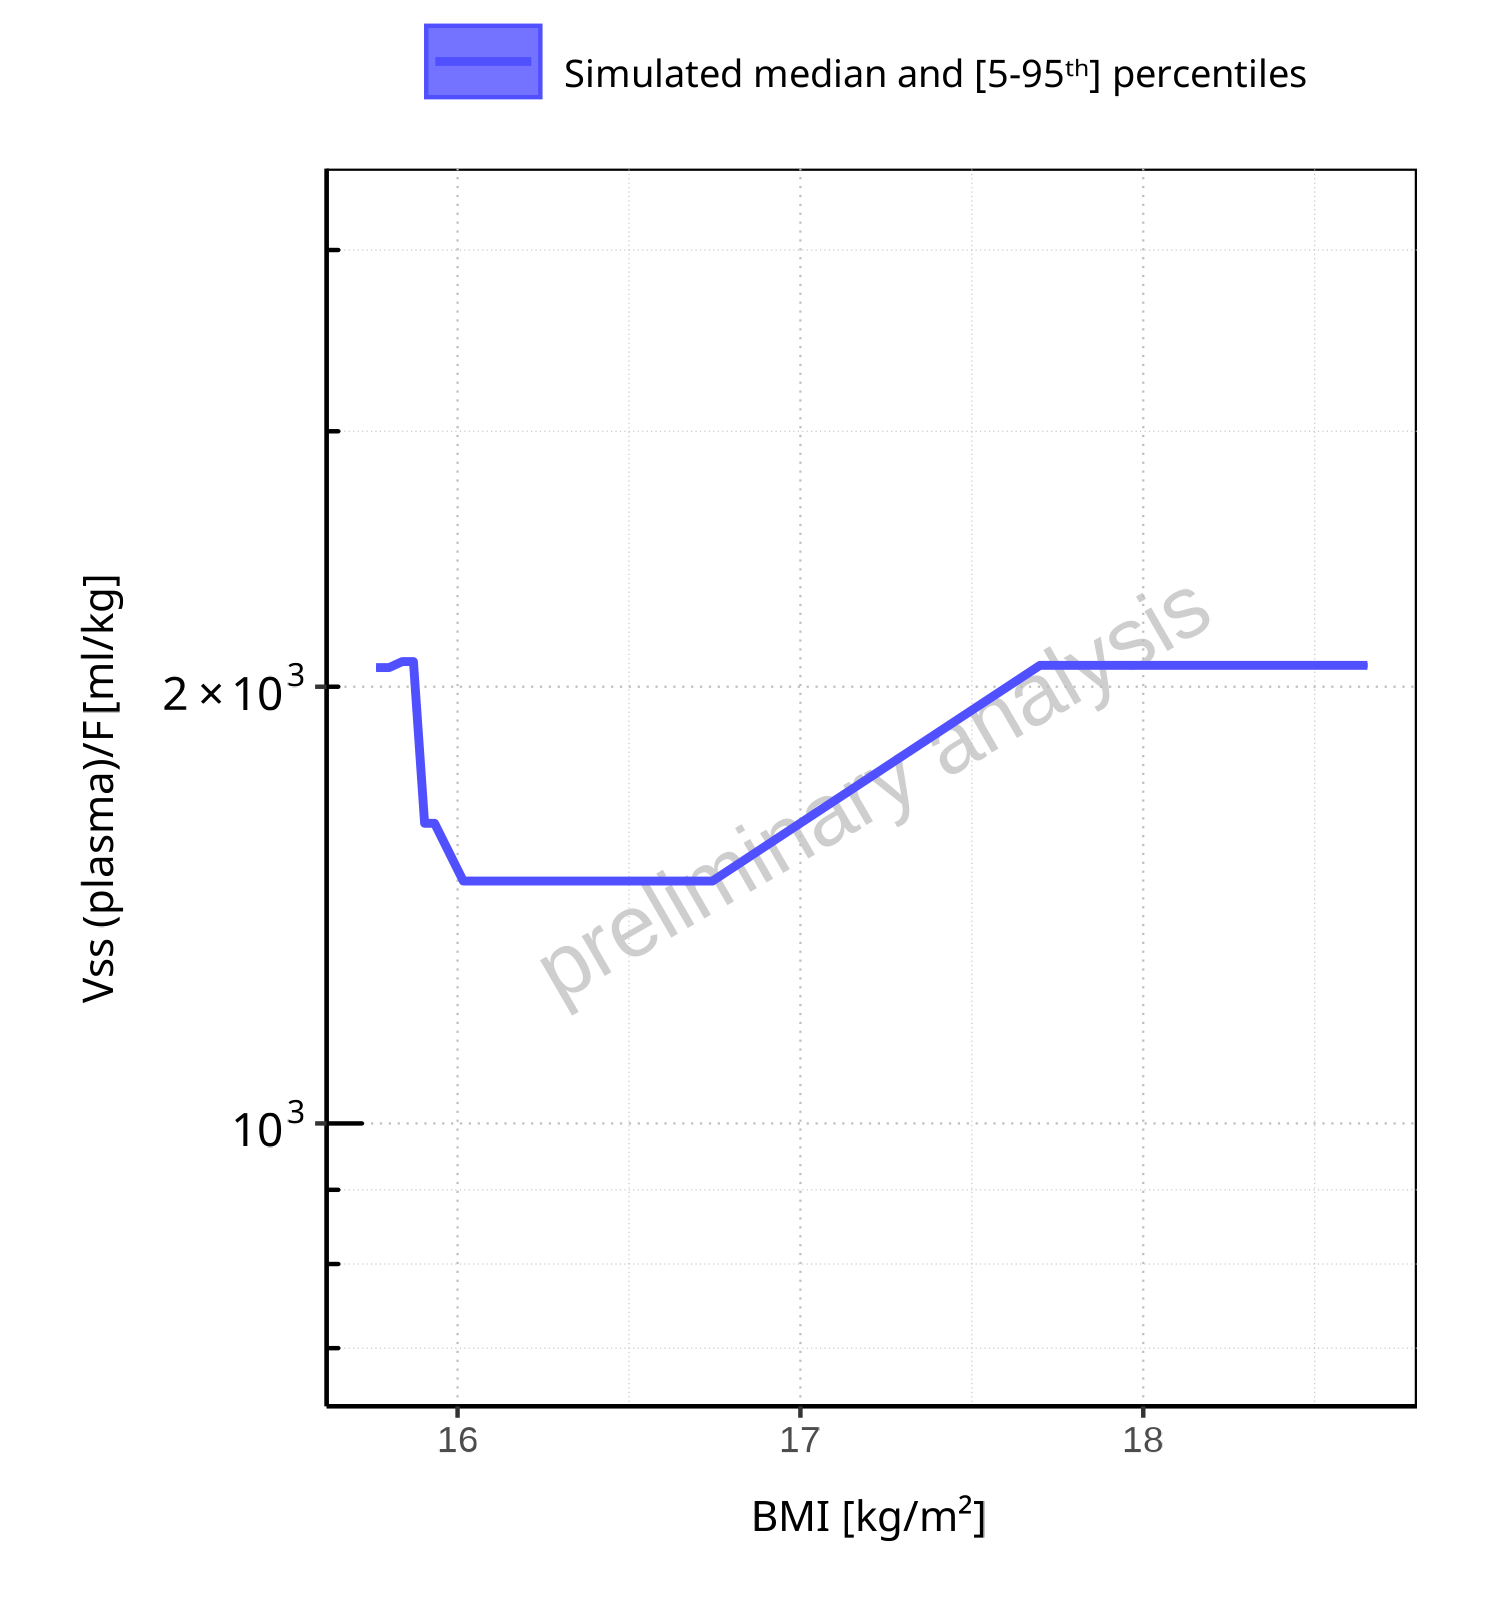 Simulated median and [5-95ᵗʰ] percentiles
Vss (plasma)/F [ml/kg]
2 × 10³
10³
preliminary analysis
16 17 18
BMI [kg/m²]